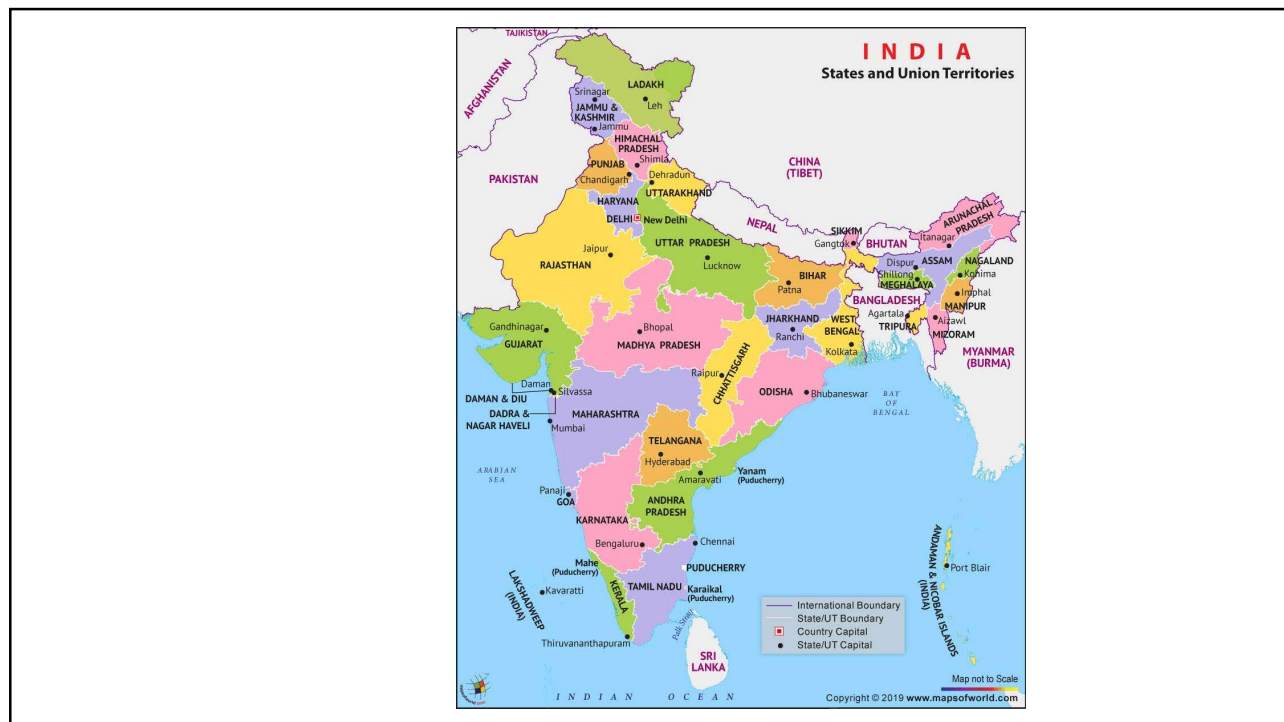 TAJIKISTAN
INDIA
States and Union Territories
AFGHANISTAN
LADAKH
Srinagar
Leh
JAMMU &
KASHMIR
Jammu
HIMACHAL
PRADESH
Shimla
PUNJAB
Chandigarh
Dehradun
UTTARAKHAND
CHINA
(TIBET)
PAKISTAN
HARYANA
DELHI
New Delhi
NEPAL
ARUNACHAL
PRADESH
SIKKIM
Gangtok
BHUTAN
Itanagar
UTTAR PRADESH
Jaipur
Lucknow
RAJASTHAN
Dispur
ASSAM
NAGALAND
Shillong
Kohima
MEGHALAYA
BIHAR
Patna
Imphal
MANIPUR
BANGLADESH
Agartala
TRIPURA
Aizawl
MIZORAM
JHARKHAND
Ranchi
WEST
BENGAL
Kolkata
MYANMAR
(BURMA)
Gandhinagar
GUJARAT
Bhopal
MADHYA PRADESH
CHHATTISGARH
Raipur
ODISHA
Bhubaneswar
BAY
OF
BENGAL
Daman
Silvassa
DAMAN & DIU
DADRA &
NAGAR HAVELI
MAHARASHTRA
Mumbai
TELANGANA
Hyderabad
ARABIAN
SEA
Amaravati
Yanam
(Puducherry)
Panaji
GOA
ANDHRA
PRADESH
KARNATAKA
Bengaluru
Chennai
Mahe
(Puducherry)
PUDUCHERRY
TAMIL NADU
Karaikal
(Puducherry)
KERALA
Kavaratti
LAKSHADWEEP
(INDIA)
Thiruvananthapuram
Palk Strait
SRI
LANKA
ANDAMAN & NICOBAR ISLANDS
(INDIA)
Port Blair
International Boundary
State/UT Boundary
Country Capital
State/UT Capital
INDIAN OCEAN
Map not to Scale
Copyright © 2019 www.mapsofworld.com